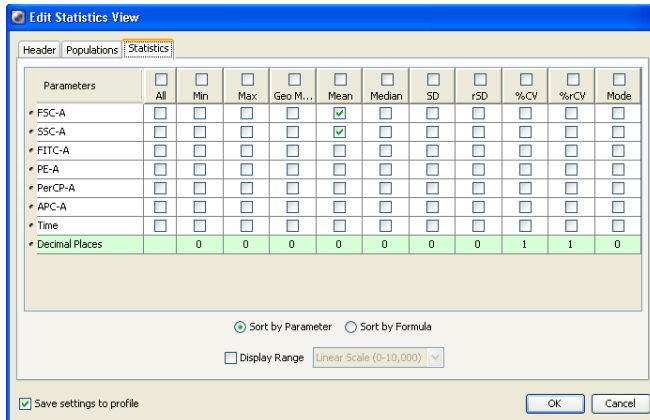 Edit Statistics View
Header Populations Statistics
Parameters All Min Max Geo M... Mean Median SD rSD %CV %rCV Mode
FSC-A
SSC-A
FITC-A
PE-A
PerCP-A
APC-A
Time
Decimal Places 0 0 0 0 0 0 0 1 1 0
Sort by Parameter Sort by Formula
Display Range Linear Scale (0-10,000)
Save settings to profile OK Cancel